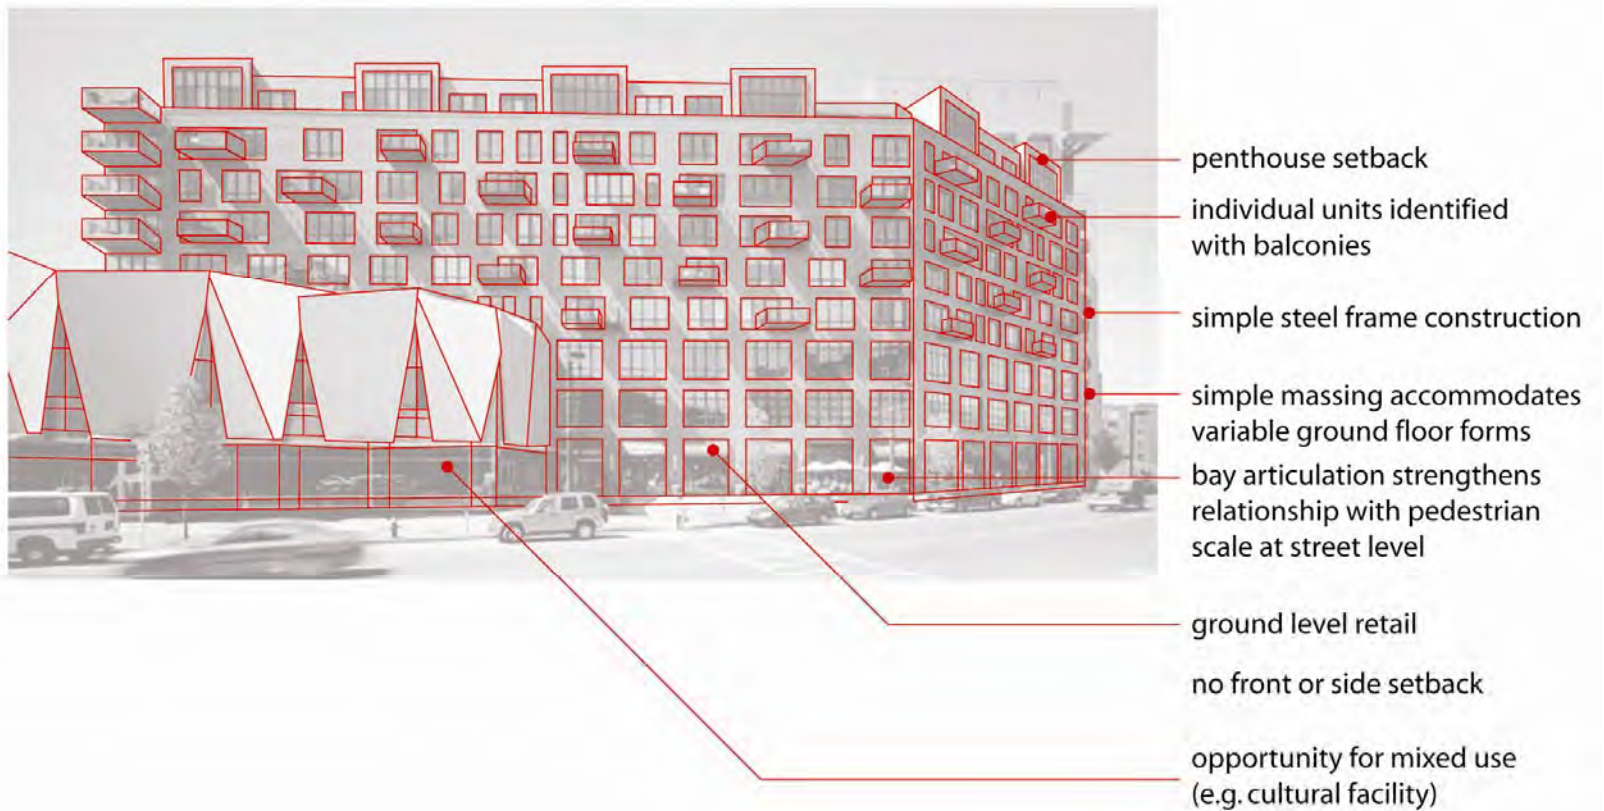 penthouse setback
individual units identified
with balconies
simple steel frame construction
simple massing accommodates
variable ground floor forms
bay articulation strengthens
relationship with pedestrian
scale at street level
ground level retail
no front or side setback
opportunity for mixed use
(e.g. cultural facility)